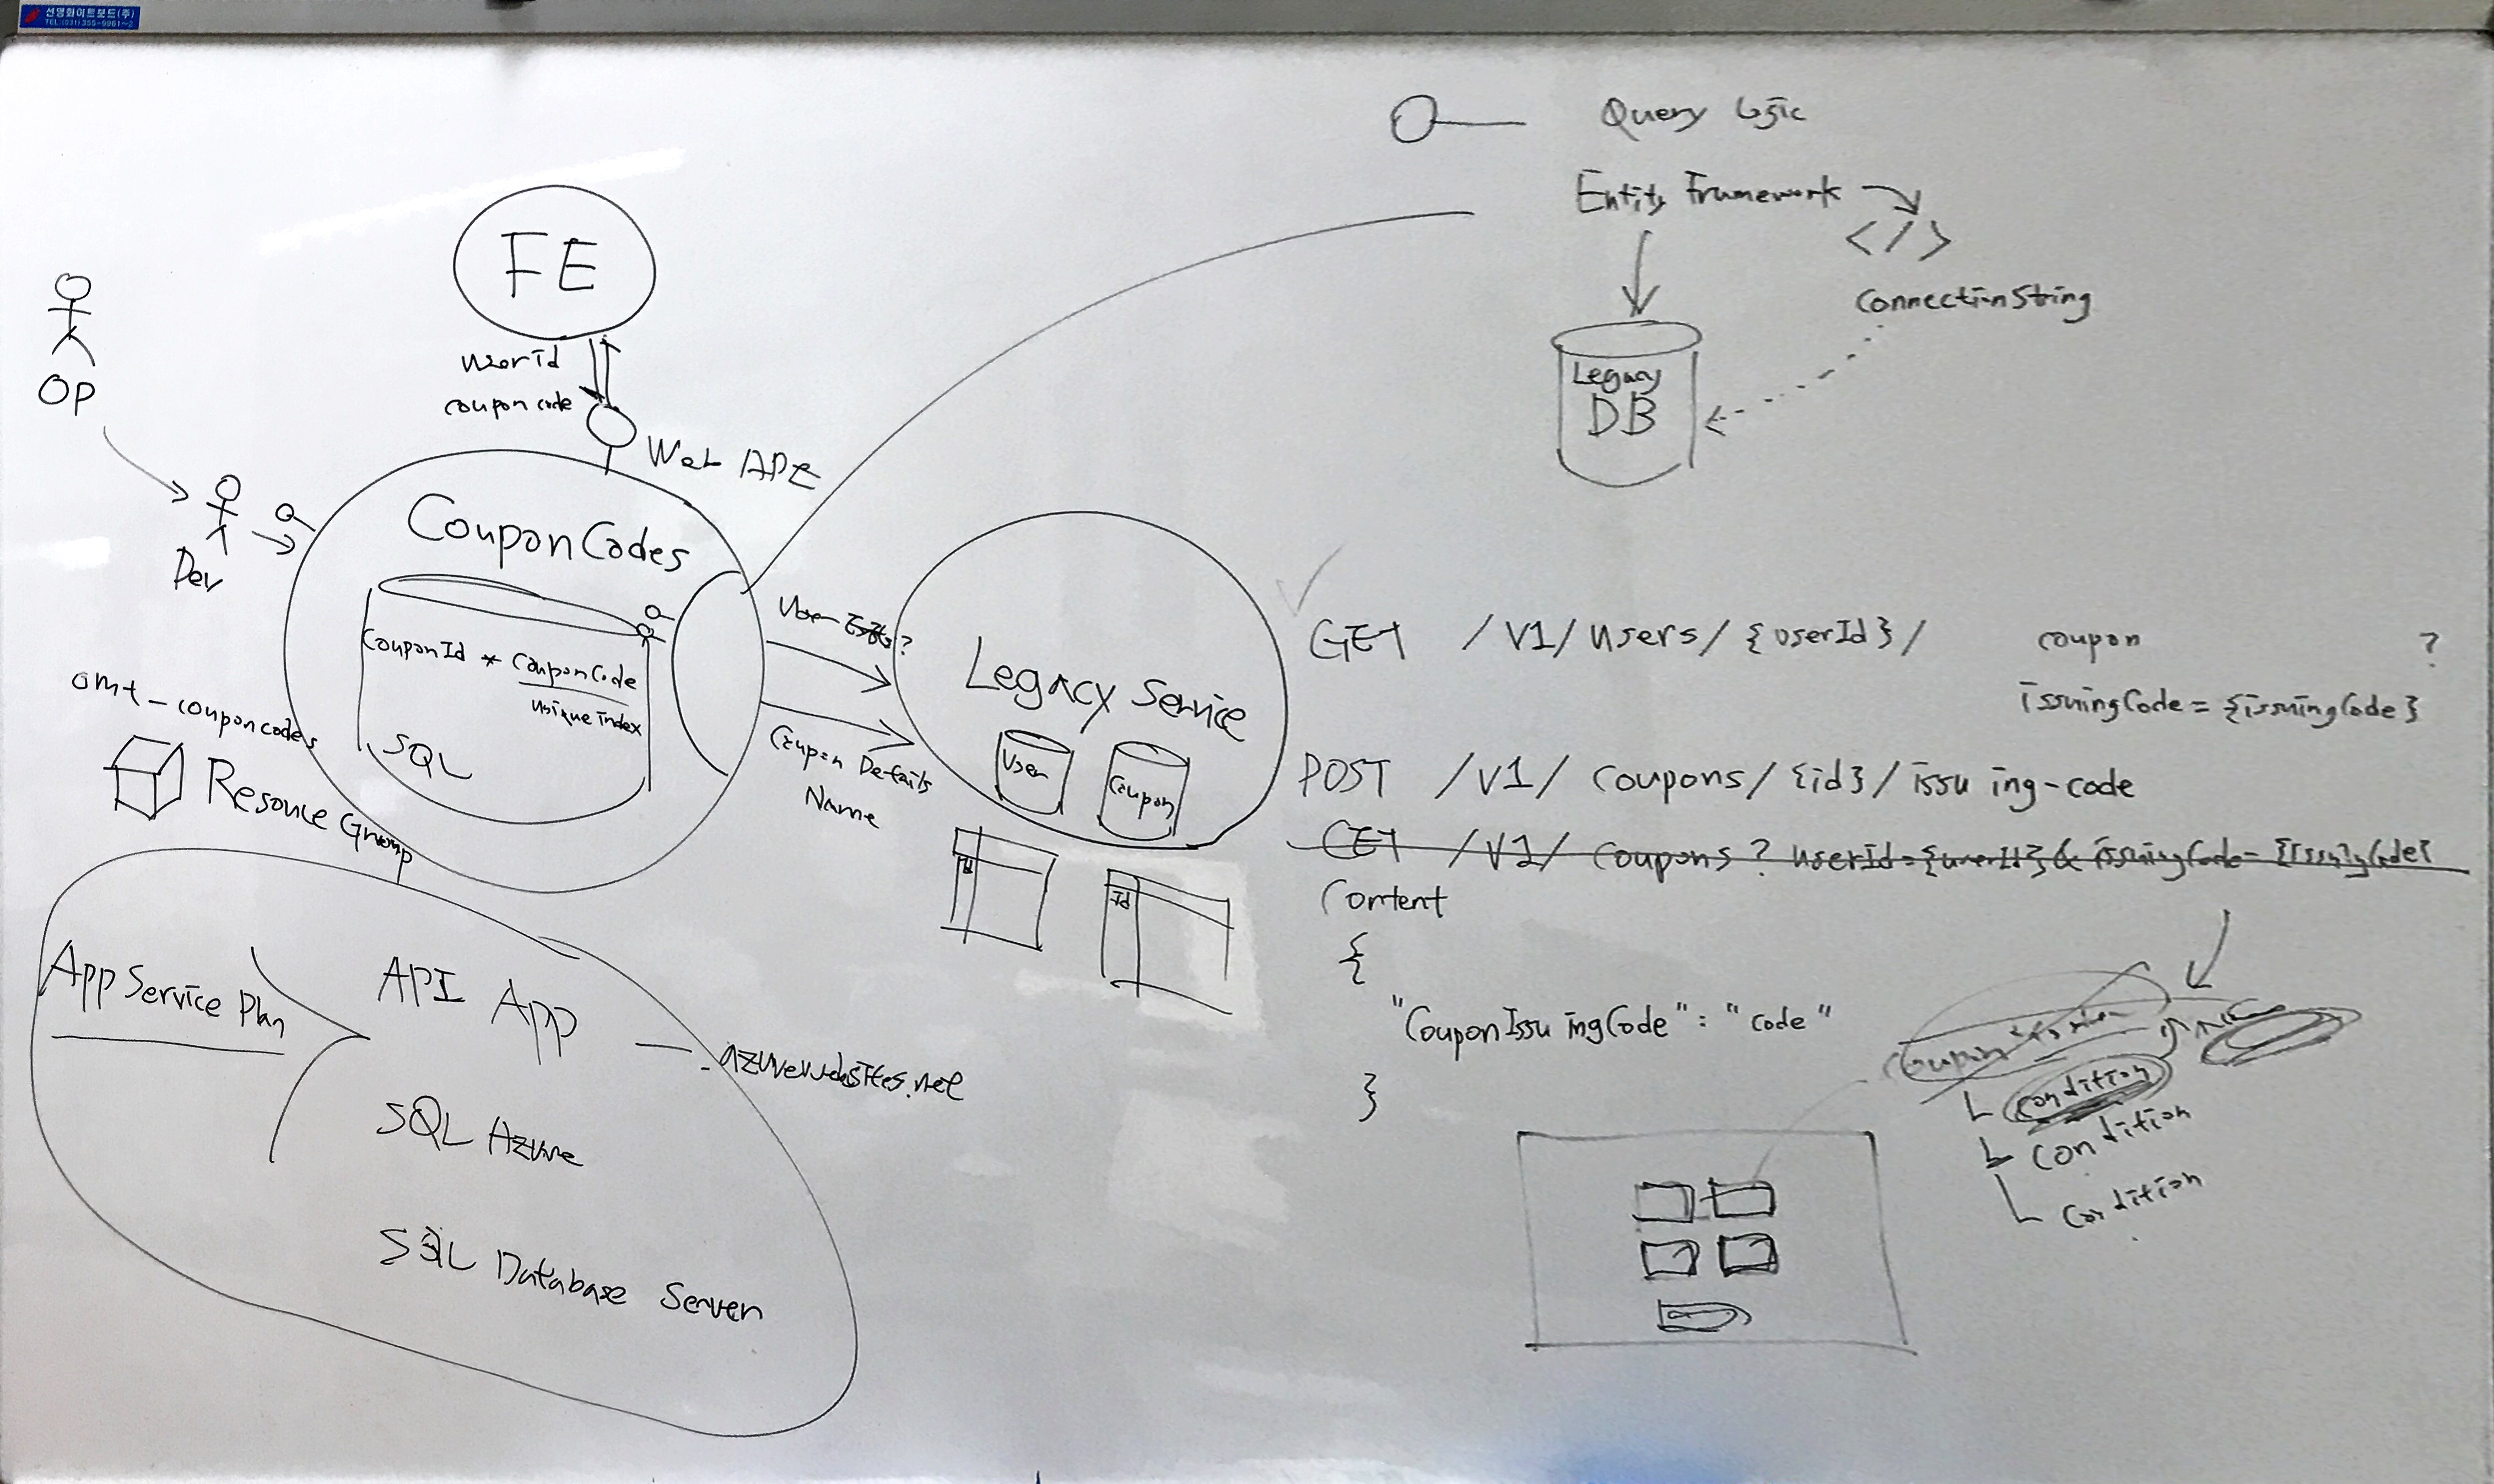 선영화이트보드(주)
TEL:(031)355-9961~2
Query Logic
Entity Framework
</>
ConnectionString
Legacy
DB
FE
userId
coupon code
Web API
OP
Dev
CouponCodes
CouponId * CouponCode
unique index
SQL
User ?
Coupon Details
Name
Legacy Service
User
Coupon
Id
Id
omt-couponcodes
Resouce Group
App Service Plan
API App
.azurewebsites.net
SQL Azure
SQL Database Server
GET /v1/users/{userId}/ coupon ?
issuingCode={issuingCode}
POST /v1/coupons/{id}/issuing-code
GET /v1/coupons?userId={userId}&issuingCode={issuingCode}
Content
{
"CouponIssuingCode": "code"
}
coupon
condition
condition
condition